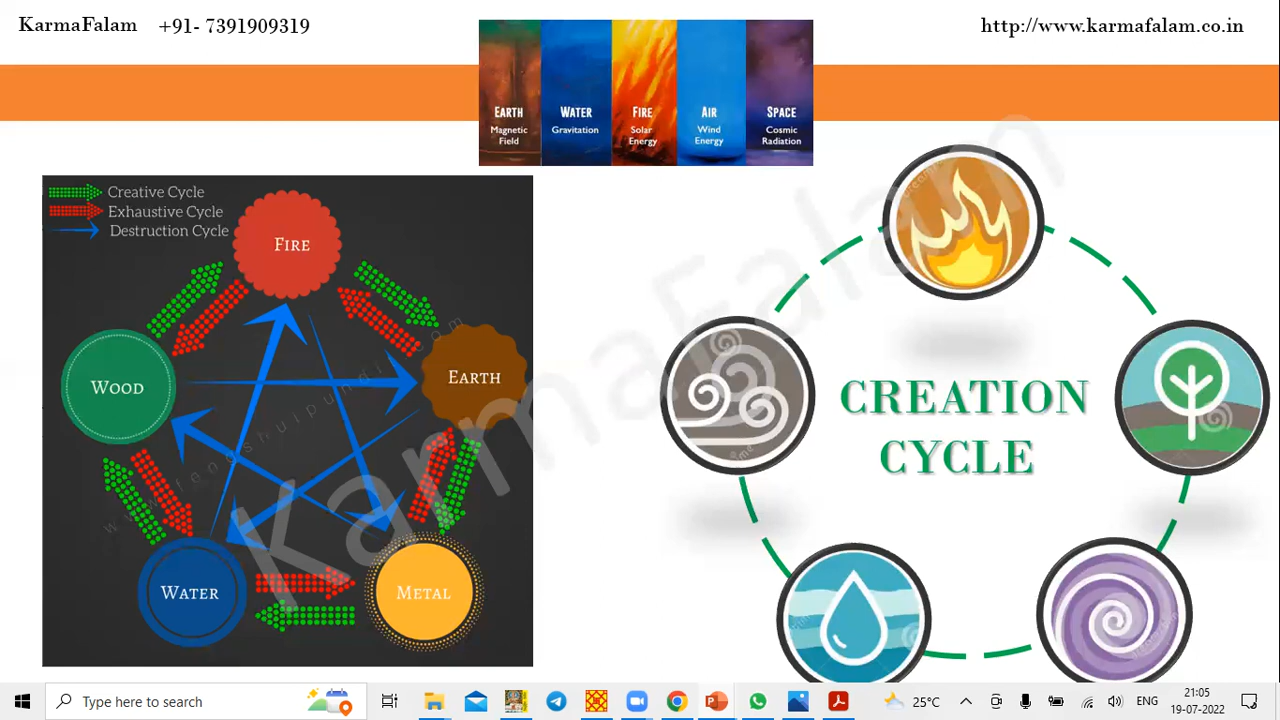 KarmaFalam +91- 7391909319
http://www.karmafalam.co.in
EARTH
Magnetic
Field
WATER
Gravitation
FIRE
Solar
Energy
AIR
Wind
Energy
SPACE
Cosmic
Radiation
Creative Cycle
Exhaustive Cycle
Destruction Cycle
FIRE
EARTH
WOOD
WATER
METAL
CREATION
CYCLE
KarmaFalam
Type here to search
25°C
ENG
21:05
19-07-2022